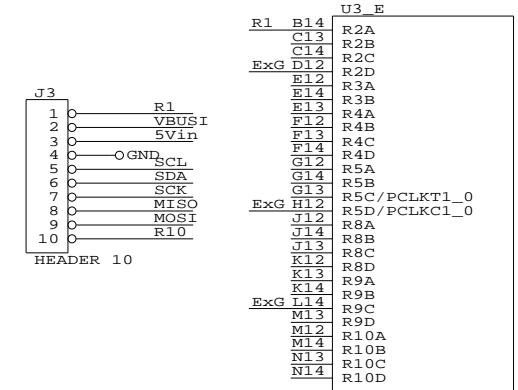 J3
1 R1
2 VBUSI
3 5Vin
4 GND
5 SCL
6 SDA
7 SCK
8 MISO
9 MOSI
10 R10
HEADER 10
U3_E
R1 B14 R2A
C13 R2B
C14 R2C
ExG D12 R2D
E12 R3A
E14 R3B
E13 R4A
F12 R4B
F13 R4C
F14 R4D
G12 R5A
G14 R5B
G13 R5C/PCLKT1_0
ExG H12 R5D/PCLKC1_0
J12 R8A
J14 R8B
J13 R8C
K12 R8D
K13 R9A
K14 R9B
ExG L14 R9C
M13 R9D
M12 R10A
M14 R10B
N13 R10C
N14 R10D